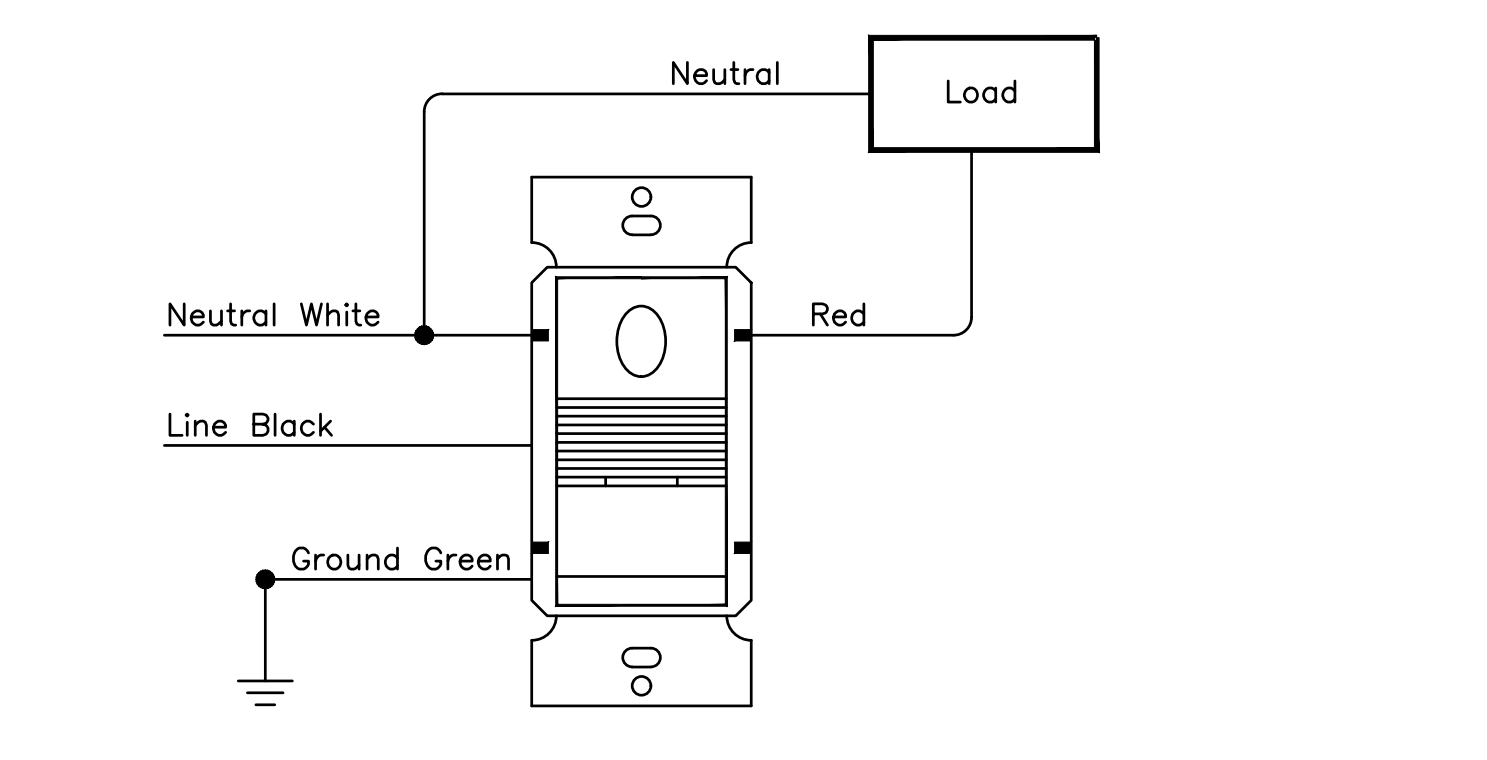 Neutral
Load
Neutral White
Red
Line Black
Ground Green